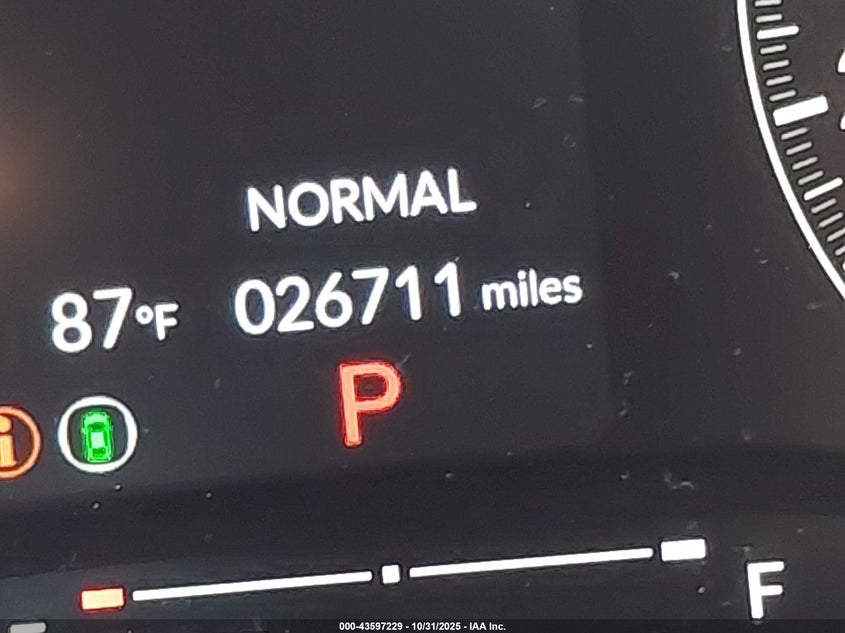 NORMAL
87°F 026711 miles
i
P
F
000-43597229 - 10/31/2025 - IAA Inc.